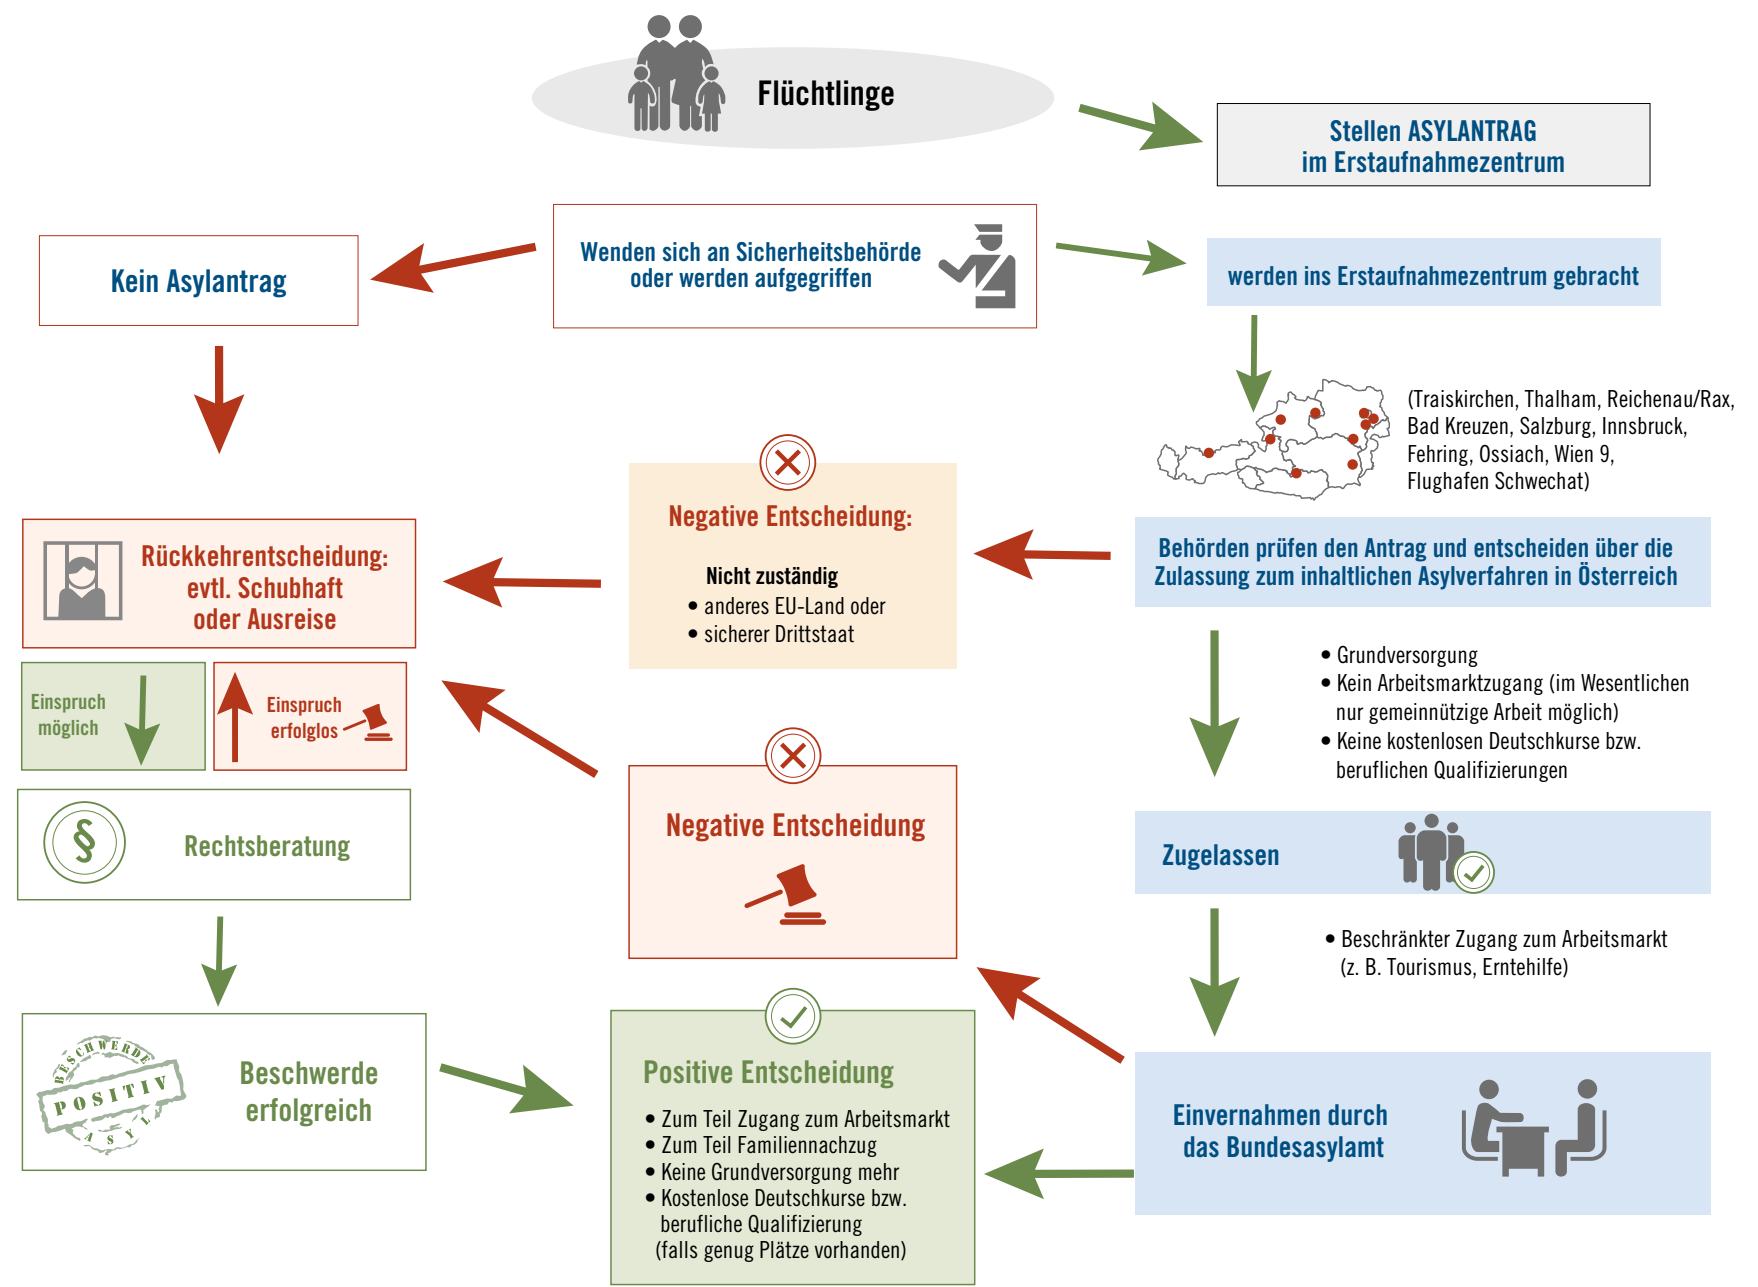 Flüchtlinge
Stellen ASYLANTRAG
im Erstaufnahmezentrum
Wenden sich an Sicherheitsbehörde
oder werden aufgegriffen
Kein Asylantrag
werden ins Erstaufnahmezentrum gebracht
(Traiskirchen, Thalham, Reichenau/Rax,
Bad Kreuzen, Salzburg, Innsbruck,
Fehring, Ossiach, Wien 9,
Flughafen Schwechat)
Behörden prüfen den Antrag und entscheiden über die
Zulassung zum inhaltlichen Asylverfahren in Österreich
Negative Entscheidung:
Nicht zuständig
• anderes EU-Land oder
• sicherer Drittstaat
Rückkehrentscheidung:
evtl. Schubhaft
oder Ausreise
Einspruch
möglich
Einspruch
erfolglos
• Grundversorgung
• Kein Arbeitsmarktzugang (im Wesentlichen
nur gemeinnützige Arbeit möglich)
• Keine kostenlosen Deutschkurse bzw.
beruflichen Qualifizierungen
Negative Entscheidung
§
Rechtsberatung
Zugelassen
• Beschränkter Zugang zum Arbeitsmarkt
(z. B. Tourismus, Erntehilfe)
BESCHWERDE
POSITIV
ASYL
Beschwerde
erfolgreich
Positive Entscheidung
• Zum Teil Zugang zum Arbeitsmarkt
• Zum Teil Familiennachzug
• Keine Grundversorgung mehr
• Kostenlose Deutschkurse bzw.
berufliche Qualifizierung
(falls genug Plätze vorhanden)
Einvernahmen durch
das Bundesasylamt